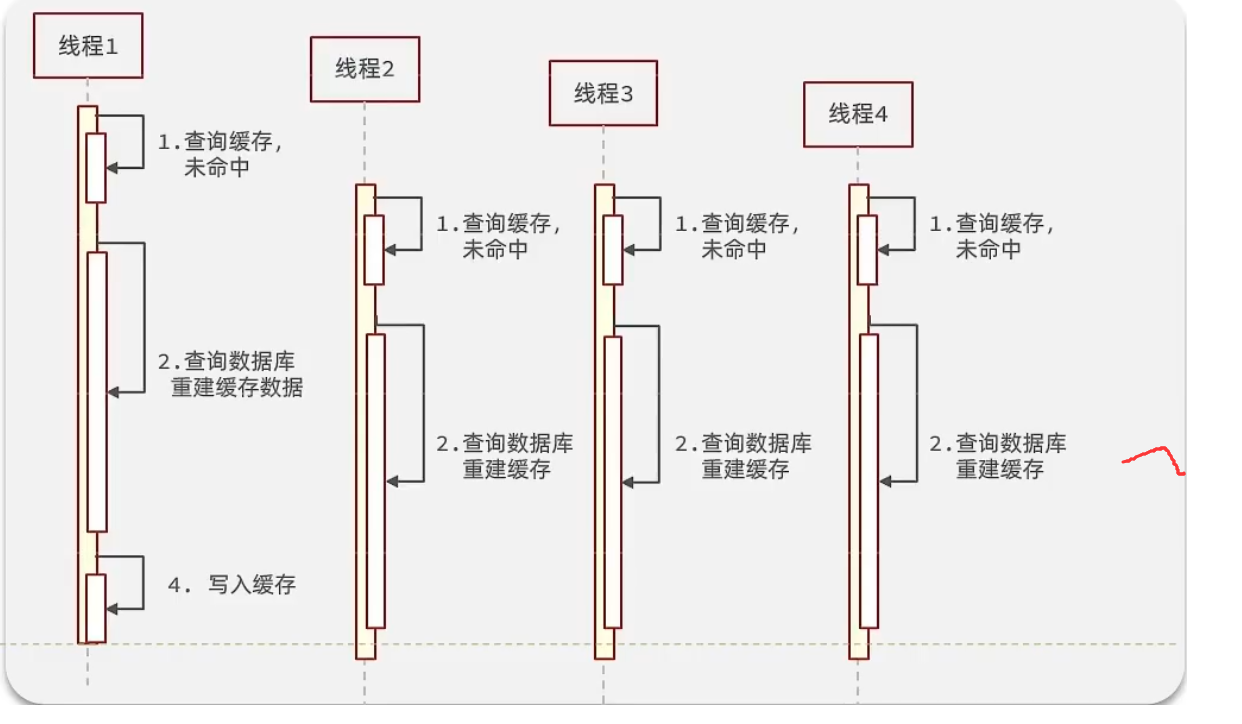 线程1
线程2
线程3
线程4
1.查询缓存，
未命中
1.查询缓存，
未命中
1.查询缓存，
未命中
1.查询缓存，
未命中
2.查询数据库
重建缓存数据
2.查询数据库
重建缓存
2.查询数据库
重建缓存
2.查询数据库
重建缓存
4. 写入缓存